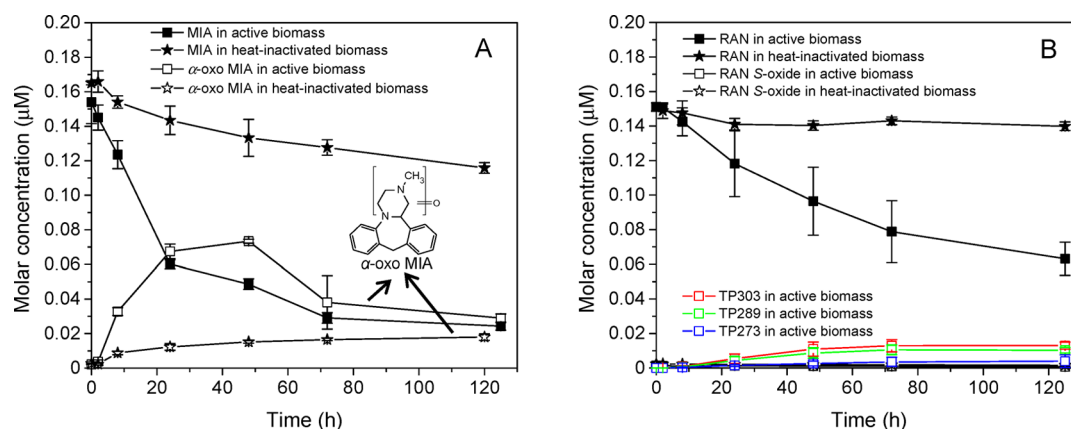 A
MIA in active biomass
MIA in heat-inactivated biomass
α-oxo MIA in active biomass
α-oxo MIA in heat-inactivated biomass
Molar concentration (μM)
0.20
0.18
0.16
0.14
0.12
0.10
0.08
0.06
0.04
0.02
0.00
CH₃
N
N
O
α-oxo MIA
0 20 40 60 80 100 120
Time (h)
B
RAN in active biomass
RAN in heat-inactivated biomass
RAN S-oxide in active biomass
RAN S-oxide in heat-inactivated biomass
Molar concentration (μM)
0.20
0.18
0.16
0.14
0.12
0.10
0.08
0.06
0.04
0.02
0.00
TP303 in active biomass
TP289 in active biomass
TP273 in active biomass
0 20 40 60 80 100 120
Time (h)